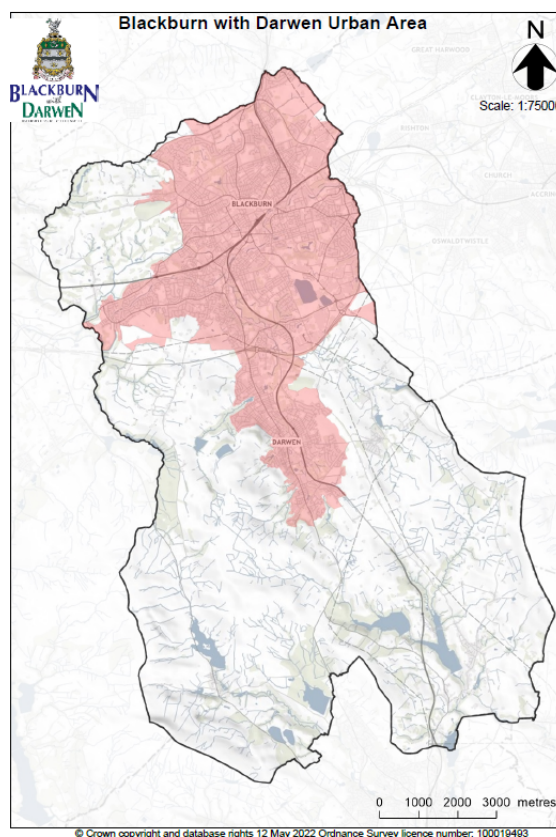 Blackburn with Darwen Urban Area
N
BLACKBURN
with
DARWEN
Scale: 1:75000
GREAT HARWOOD
RISHTON
CHURCH
ACCRIN
OSWALDTWISTLE
BLACKBURN
DARWEN
0 1000 2000 3000 metres
© Crown copyright and database rights 12 May 2022 Ordnance Survey licence number: 100019493